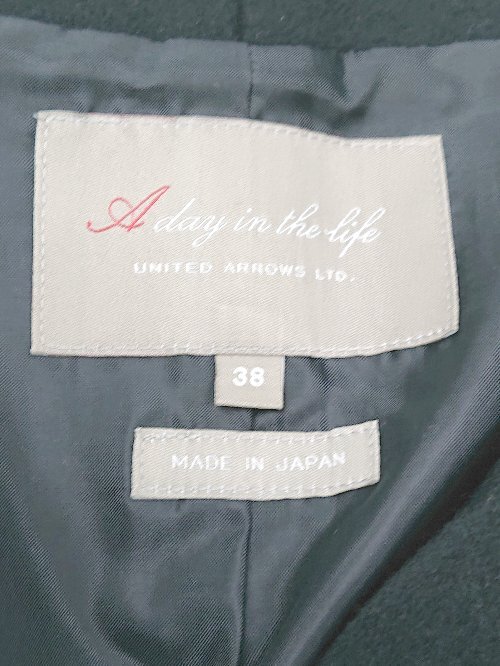 A day in the life
UNITED ARROWS LTD.
38
MADE IN JAPAN